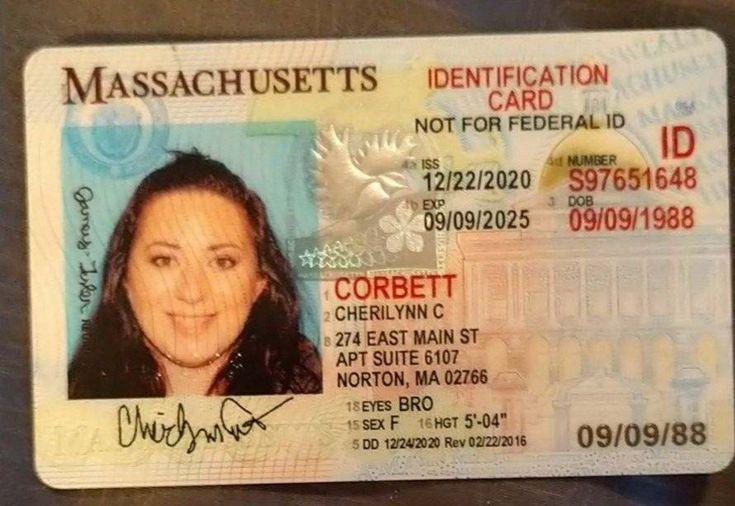 MASSACHUSETTS
IDENTIFICATION
CARD
NOT FOR FEDERAL ID
ID
4a ISS
12/22/2020
4d NUMBER
S97651648
4b EXP
09/09/2025
3 DOB
09/09/1988
1 CORBETT
2 CHERILYNN C
8 274 EAST MAIN ST
APT SUITE 6107
NORTON, MA 02766
18 EYES BRO
15 SEX F 16 HGT 5'-04"
5 DD 12/24/2020 Rev 02/22/2016
09/09/88